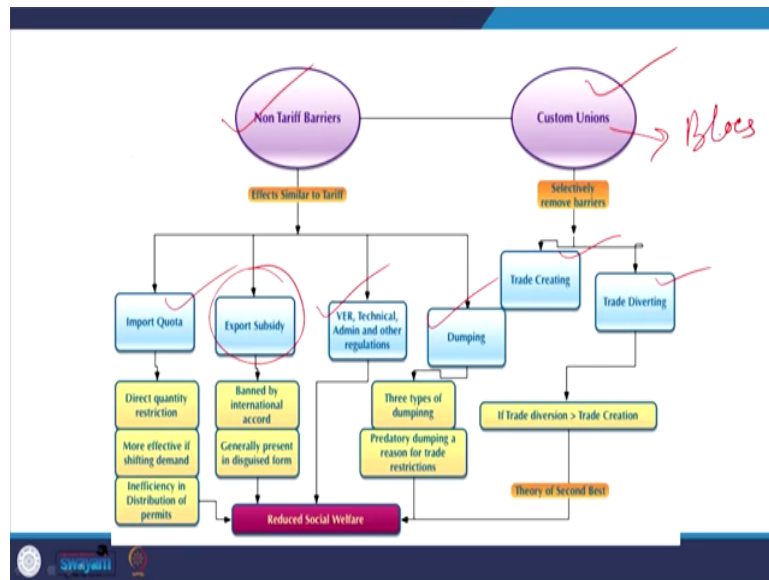 Non Tariff Barriers
Custom Unions
Blocs
Effects Similar to Tariff
Selectively
remove barriers
Import Quota
Export Subsidy
VER, Technical,
Admin and other
regulations
Dumping
Trade Creating
Trade Diverting
Direct quantity
restriction
More effective if
shifting demand
Inefficiency in
Distribution of
permits
Banned by
international
accord
Generally present
in disguised form
Three types of
dumpinng
Predatory dumping a
reason for trade
restrictions
If Trade diversion > Trade Creation
Theory of Second Best
Reduced Social Welfare
swayam